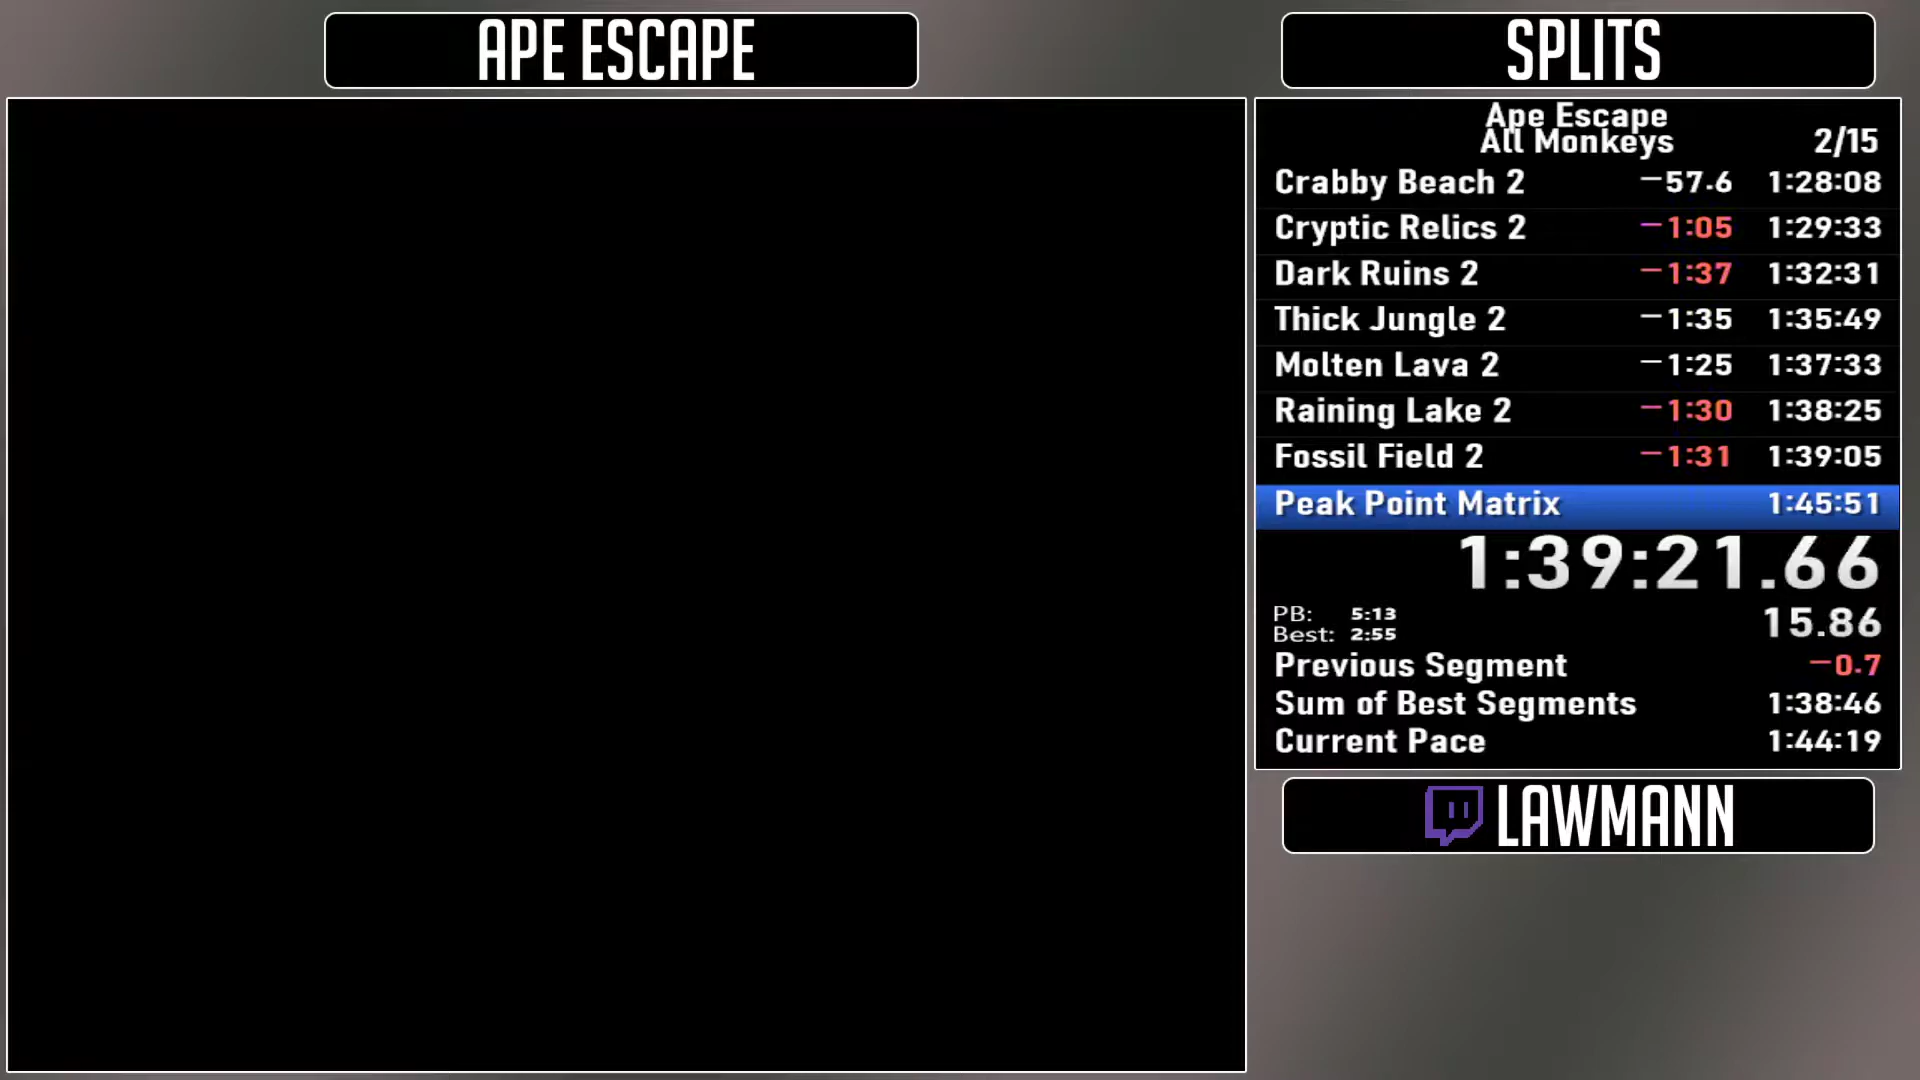 APE ESCAPE
SPLITS
Ape Escape
All Monkeys 2/15
Crabby Beach 2 −57.6 1:28:08
Cryptic Relics 2 −1:05 1:29:33
Dark Ruins 2 −1:37 1:32:31
Thick Jungle 2 −1:35 1:35:49
Molten Lava 2 −1:25 1:37:33
Raining Lake 2 −1:30 1:38:25
Fossil Field 2 −1:31 1:39:05
Peak Point Matrix 1:45:51
1:39:21.66
PB: 5:13 15.86
Best: 2:55
Previous Segment −0.7
Sum of Best Segments 1:38:46
Current Pace 1:44:19
LAWMANN